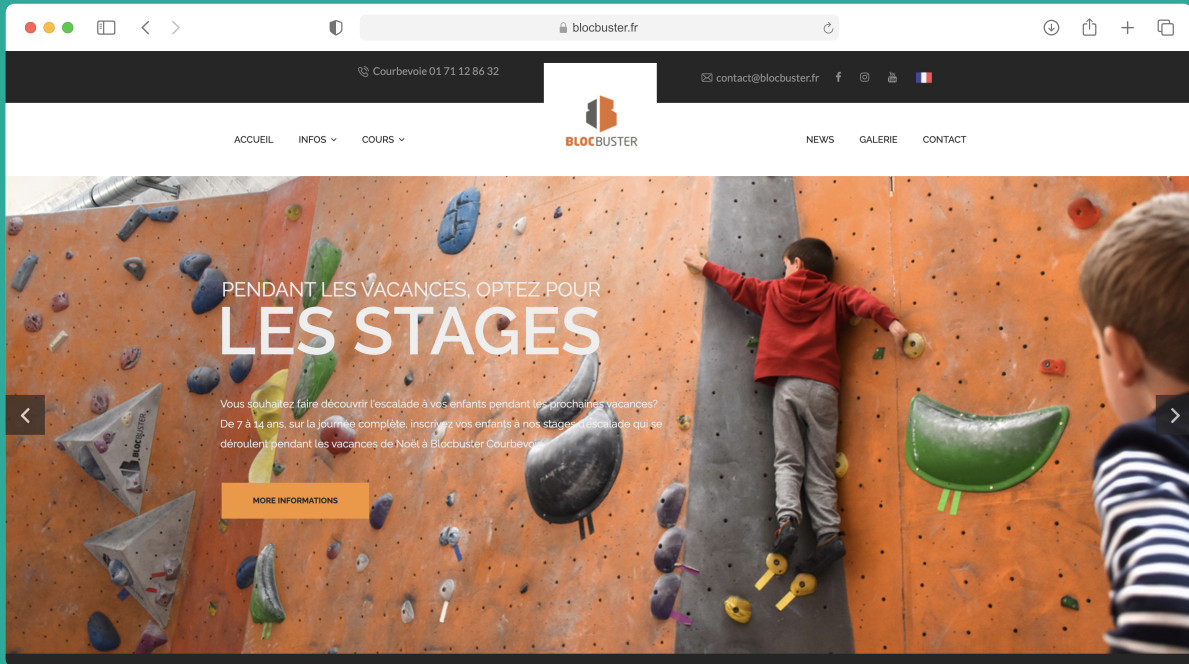 blocbuster.fr
Courbevoie 01 71 12 86 32
contact@blocbuster.fr
ACCUEIL
INFOS
COURS
BLOCBUSTER
NEWS
GALERIE
CONTACT
PENDANT LES VACANCES, OPTEZ POUR
LES STAGES
Vous souhaitez faire découvrir l'escalade à vos enfants pendant les prochaines vacances?
De 7 à 14 ans, sur la journée complète, inscrivez vos enfants à nos stages d'escalade qui se
déroulent pendant les vacances de Noël à Blocbuster Courbevoie.
BLOCBUSTER
MORE INFORMATIONS